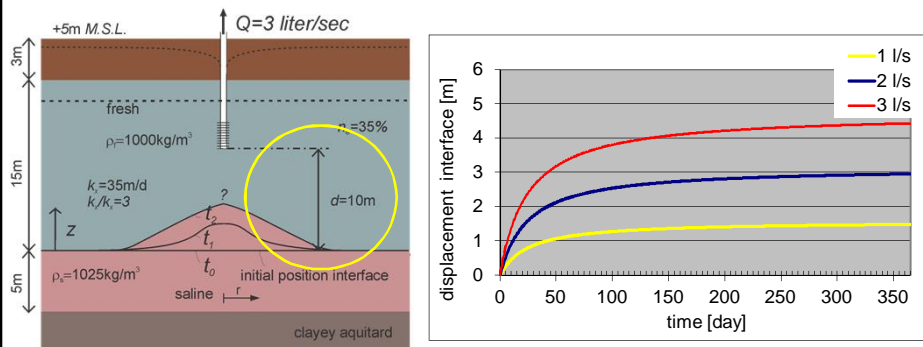 Q=3 liter/sec
+5m M.S.L.
3m
fresh
ρf=1000kg/m³
ne=35%
15m
kx=35m/d
kr/kx=3
?
d=10m
z
t2
t1
t0
ρs=1025kg/m³
initial position interface
5m
saline
r
clayey aquitard
displacement interface [m]
6
5
4
3
2
1
0
0 50 100 150 200 250 300 350
time [day]
1 l/s
2 l/s
3 l/s